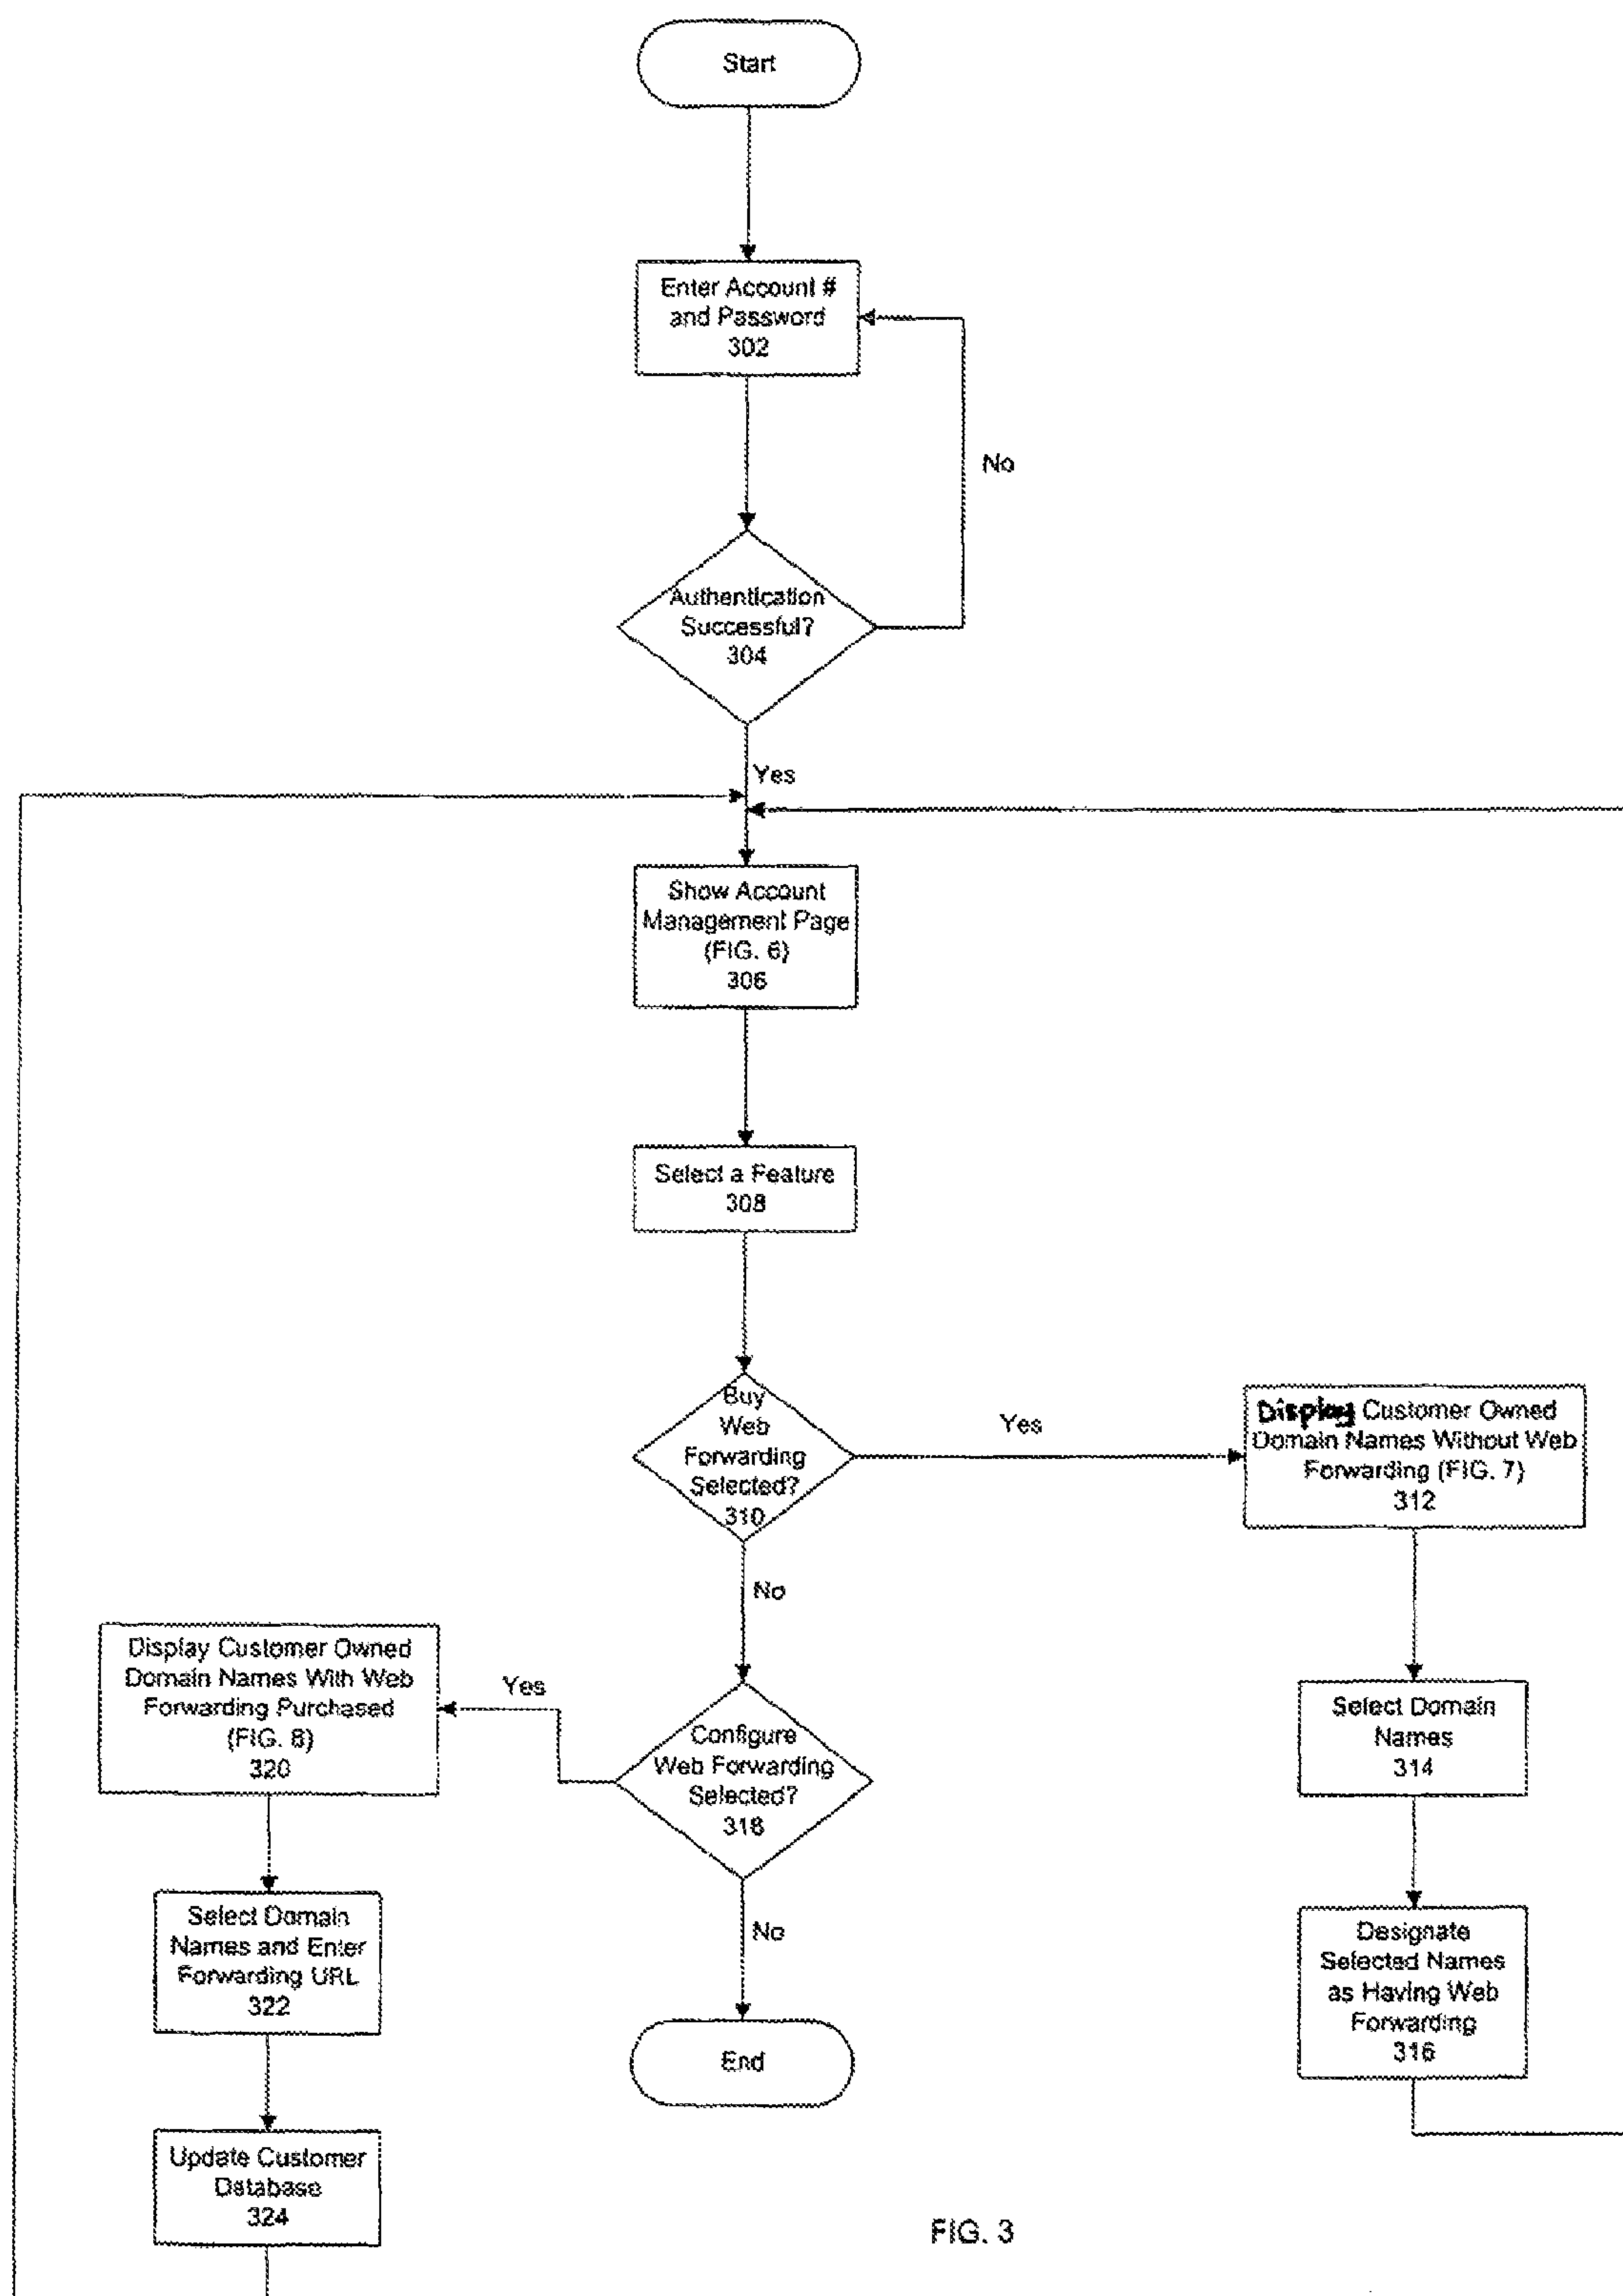 Start
Enter Account #
and Password
302
No
Authentication
Successful?
304
Yes
Show Account
Management Page
(FIG. 6)
306
Select a Feature
308
Buy
Web
Forwarding
Selected?
310
Yes
Display Customer Owned
Domain Names Without Web
Forwarding (FIG. 7)
312
No
Display Customer Owned
Domain Names With Web
Forwarding Purchased
(FIG. 8)
320
Yes
Configure
Web Forwarding
Selected?
318
Select Domain
Names
314
Select Domain
Names and Enter
Forwarding URL
322
No
Designate
Selected Names
as Having Web
Forwarding
316
End
Update Customer
Database
324
FIG. 3